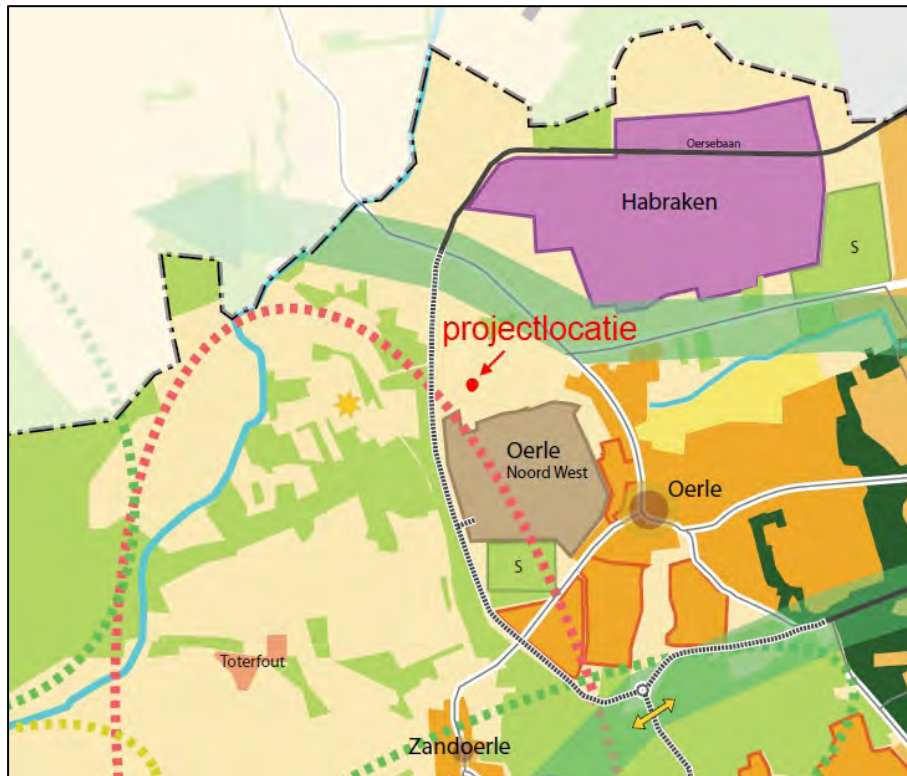 Oersebaan
Habraken
S
projectlocatie
Oerle
Noord West
Oerle
S
Toterfout
Zandoerle